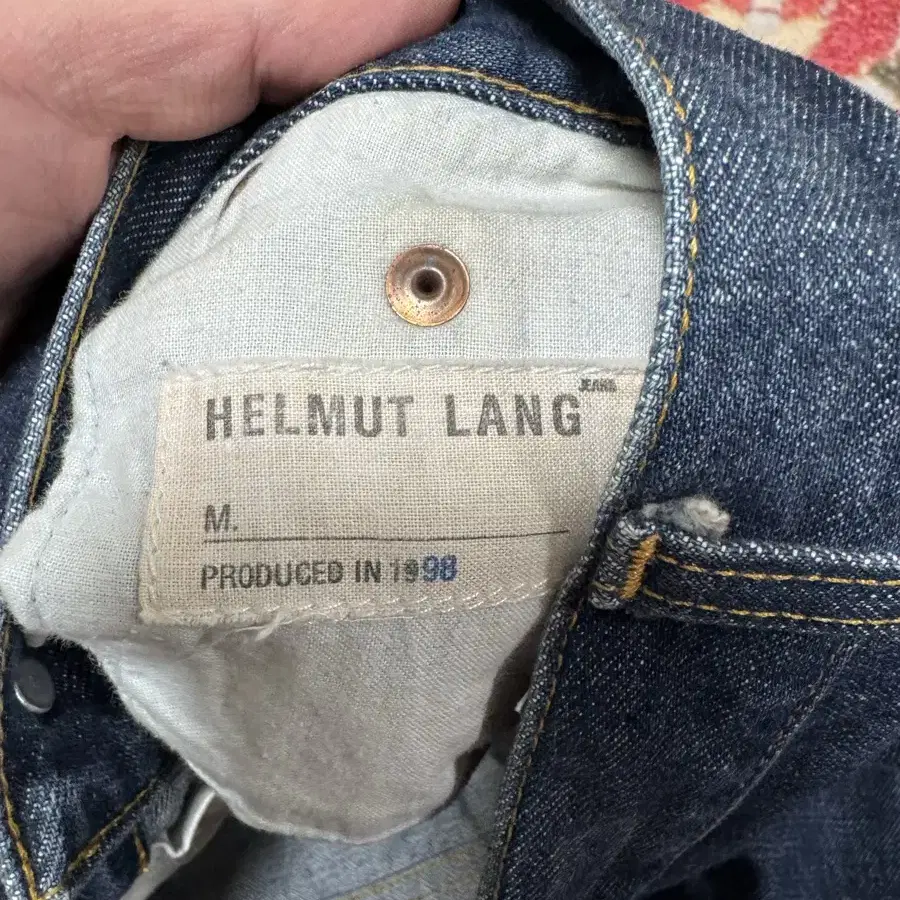 HELMUT LANG JEANS
M.
PRODUCED IN 1998